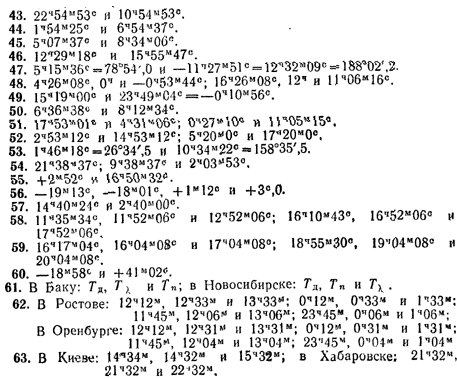 43. 22ч54м53с и 10ч54м53с.
44. 1ч54м25с и 6ч54м37с.
45. 5ч07м37с и 8ч34м06с.
46. 12ч29м18с и 15ч55м47с.
47. 5ч15м36с=78°54′,0 и —11ч27м51с=12ч32м09с=188°02′,2.
48. 4ч26м08с, 0ч и —0ч53м44с; 16ч26м08с, 12ч и 11ч06м16с.
49. 15ч19м00с и 23ч49м04с=—0ч10м56с.
50. 6ч36м38с и 8ч12м34с.
51. 17ч53м01с и 4ч31м06с; 0ч27м10с и 11ч05м15с.
52. 2ч53м12с и 14ч53м12с; 5ч20м0с и 17ч20м0с.
53. 1ч46м18с=26°34′,5 и 10ч34м22с=158°35′,5.
54. 21ч38м37с; 9ч38м37с и 2ч03м53с.
55. +2м52с и 16ч50м32с.
56. —19м13с, —18м01с, +1м12с и +3с,0.
57. 14ч40м24с и 2ч40м00с.
58. 11ч35м34с, 11ч52м06с и 12ч52м06с; 16ч10м43с, 16ч52м06с и
17ч52м06с.
59. 16ч17м04с, 16ч04м08с и 17ч04м08с; 18ч55м30с, 19ч04м08с и
20ч04м08с.
60. —18м58с и +41м02с.
61. В Баку: Tд, Tλ и Tп; в Новосибирске: Tд, Tп и Tλ.
62. В Ростове: 12ч12м, 12ч33м и 13ч33м; 0ч12м, 0ч33м и 1ч33м;
11ч45м, 12ч06м и 13ч06м; 23ч45м, 0ч06м и 1ч06м;
В Оренбурге: 12ч12м, 12ч31м и 13ч31м; 0ч12м, 0ч31м и 1ч31м;
11ч45м, 12ч04м и 13ч04м; 23ч45м, 0ч04м и 1ч04м
63. В Киеве: 14ч34м, 14ч32м и 15ч32м; в Хабаровске: 21ч32м,
21ч32м и 22ч32м,